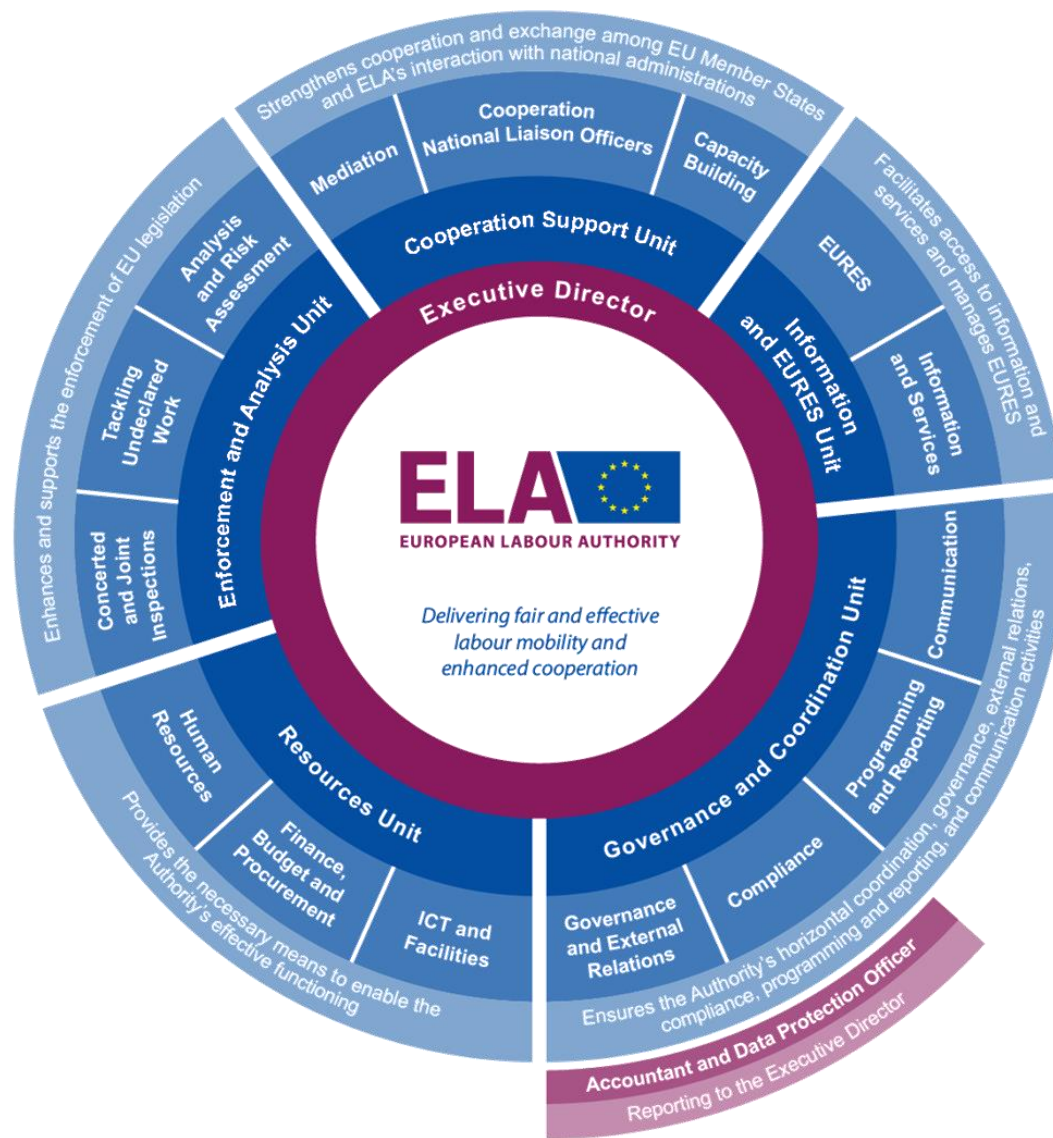 Strengthens cooperation and exchange among EU Member States
and ELA's interaction with national administrations
Mediation
Cooperation
National Liaison Officers
Capacity
Building
Cooperation Support Unit
Facilitates access to information and
services and manages EURES
EURES
Information
and Services
Information
and EURES Unit
Ensures the Authority's horizontal coordination, governance, external relations,
compliance, programming and reporting, and communication activities
Communication
Programming
and Reporting
Compliance
Governance
and External
Relations
Governance and Coordination Unit
Accountant and Data Protection Officer
Reporting to the Executive Director
Provides the necessary means to enable the
Authority's effective functioning
Human
Resources
Finance,
Budget and
Procurement
ICT and
Facilities
Resources Unit
Enhances and supports the enforcement of EU legislation
Analysis
and Risk
Assessment
Tackling
Undeclared
Work
Concerted
and Joint
Inspections
Enforcement and Analysis Unit
Executive Director
ELA
EUROPEAN LABOUR AUTHORITY
Delivering fair and effective
labour mobility and
enhanced cooperation